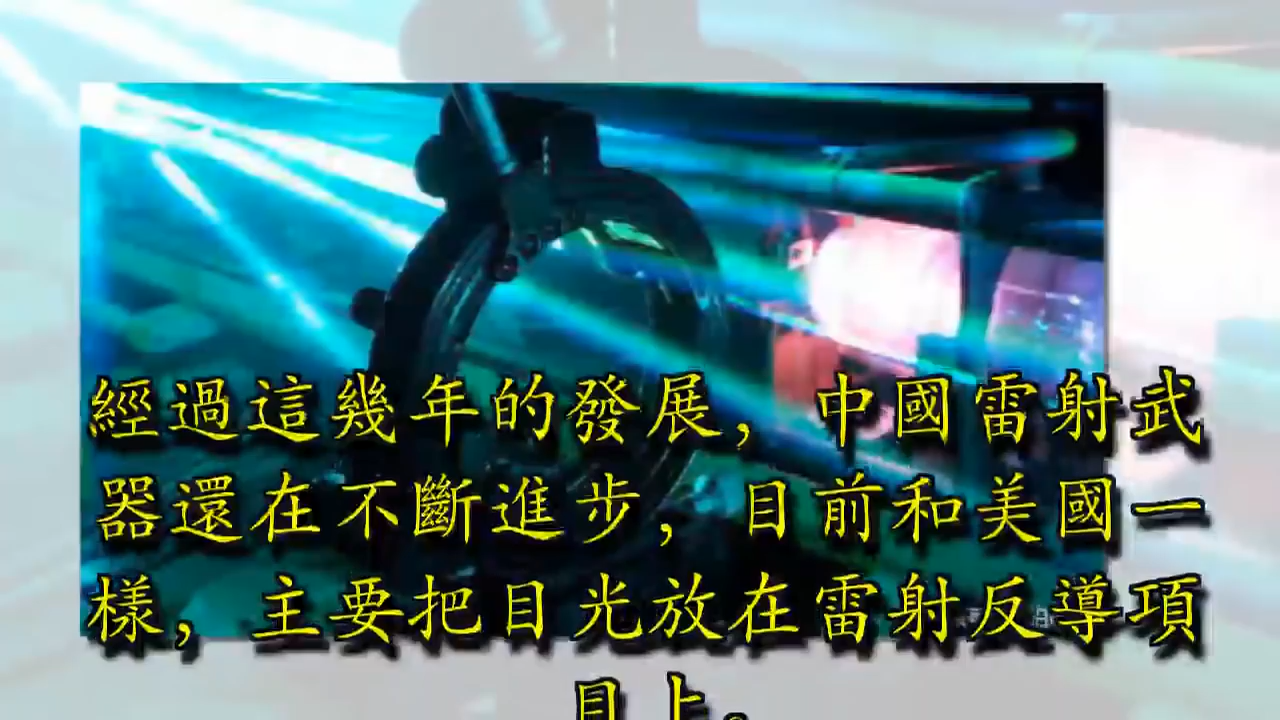 經過這幾年的發展，中國雷射武
器還在不斷進步，目前和美國一
樣，主要把目光放在雷射反導項
目上。